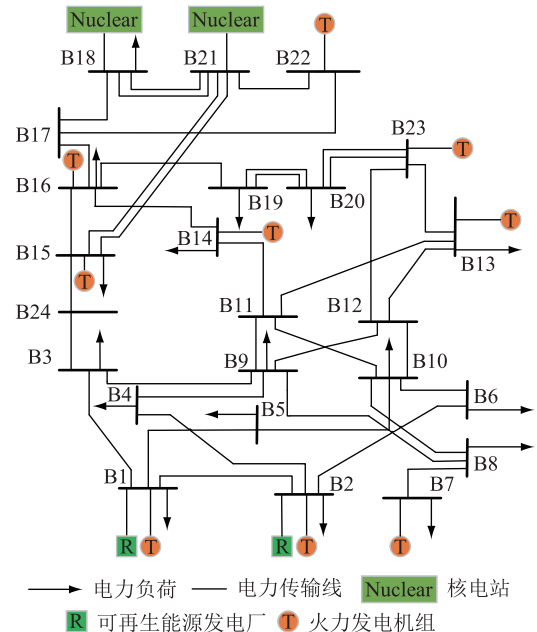 Nuclear Nuclear T
B18 B21 B22
B17 B23 T
T
B16 B19 B20 T
B14 T
B15 B13
T
B24 B11 B12
B3 B9 B10
B4 B5 B6
B8
B1 B2 B7
R T R T T
电力负荷 电力传输线 Nuclear 核电站
R 可再生能源发电厂 T 火力发电机组